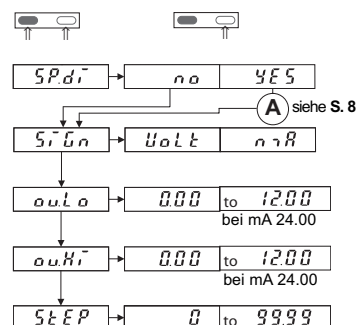 SP.di no YES
A siehe S. 8
SiGn VoLt mA
ou.Lo 0.00 to 12.00
bei mA 24.00
ou.Hi 0.00 to 12.00
bei mA 24.00
StEP 0 to 99.99